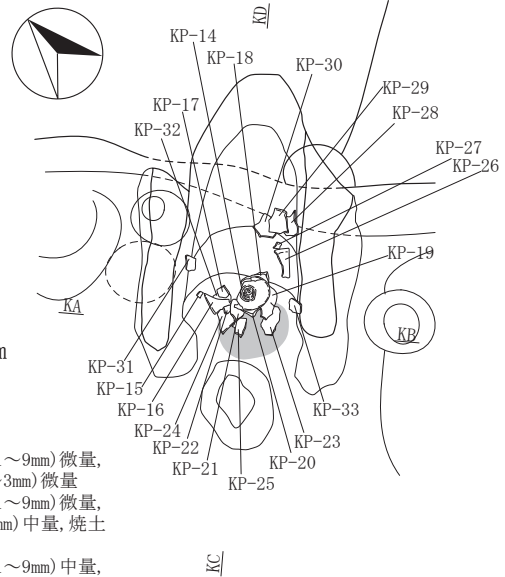 KD
KP-14
KP-18
KP-30
KP-29
KP-17
KP-28
KP-32
KP-27
KP-26
KP-19
KA
KB
m
KP-31
KP-15
KP-16
KP-33
KP-24
KP-23
KP-22
KP-20
KP-21
KP-25
～9mm)微量,
～3mm)微量
～9mm)微量,
mm)中量,焼土
～9mm)中量,
KC